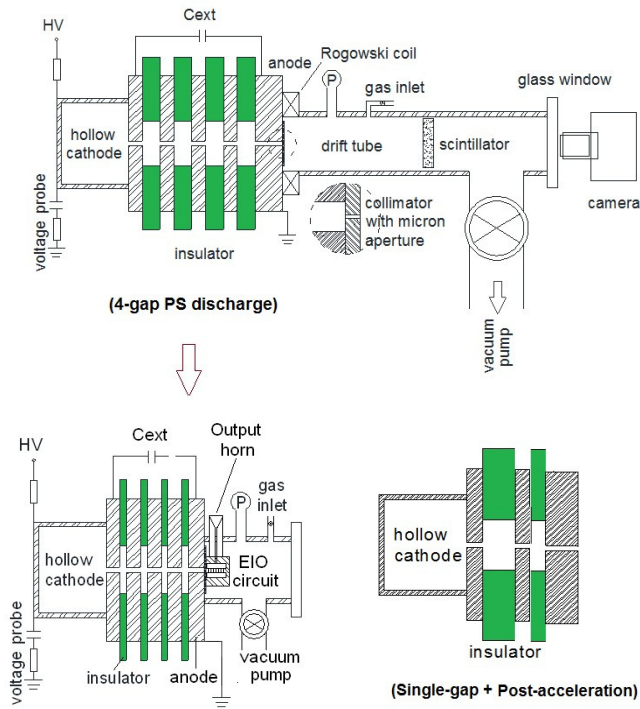 Cext
HV
anode
Rogowski coil
P
gas inlet
glass window
hollow
cathode
drift tube
scintillator
camera
voltage probe
collimator
with micron
aperture
insulator
(4-gap PS discharge)
vacuum
pump
HV
Cext
Output
horn
P
gas
inlet
hollow
cathode
EIO
circuit
voltage probe
insulator
anode
vacuum
pump
hollow
cathode
insulator
(Single-gap + Post-acceleration)